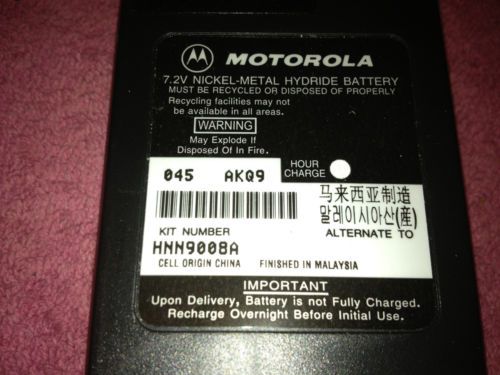 MOTOROLA
7.2V NICKEL-METAL HYDRIDE BATTERY
MUST BE RECYCLED OR DISPOSED OF PROPERLY
Recycling facilities may not
be available in all areas.
WARNING
May Explode If
Disposed Of In Fire.
HOUR
CHARGE
045 AKQ9
马来西亚制造
말레이시아산(産)
KIT NUMBER
ALTERNATE TO
HNN9008A
CELL ORIGIN CHINA FINISHED IN MALAYSIA
IMPORTANT
Upon Delivery, Battery is not Fully Charged.
Recharge Overnight Before Initial Use.